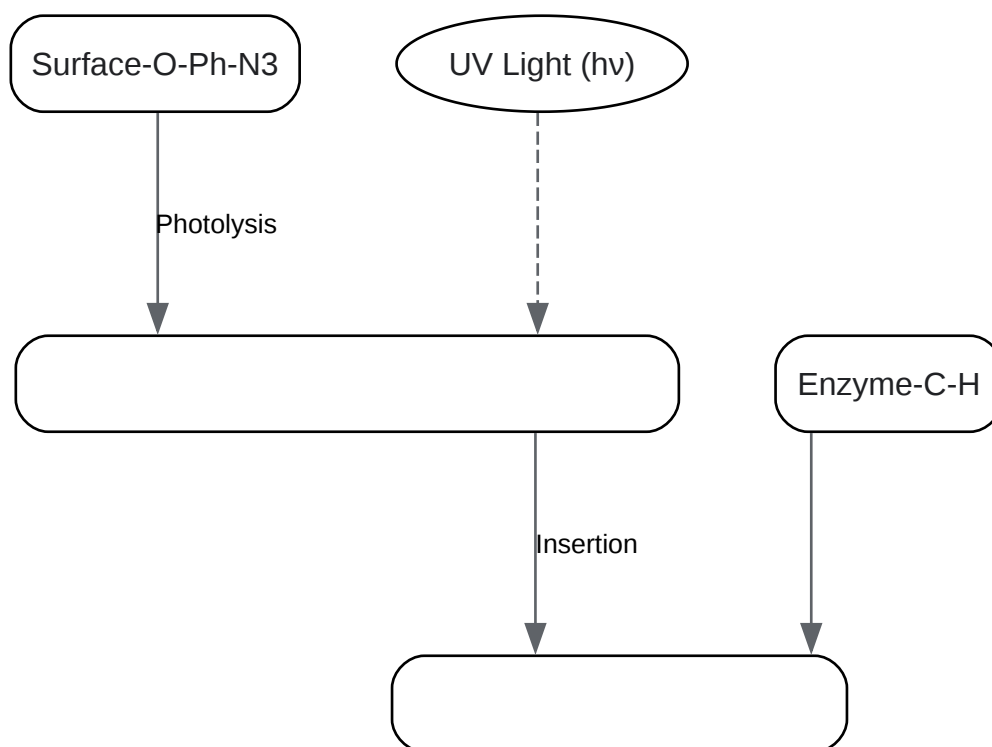 Surface-O-Ph-N3
UV Light (hν)
Photolysis
Enzyme-C-H
Insertion